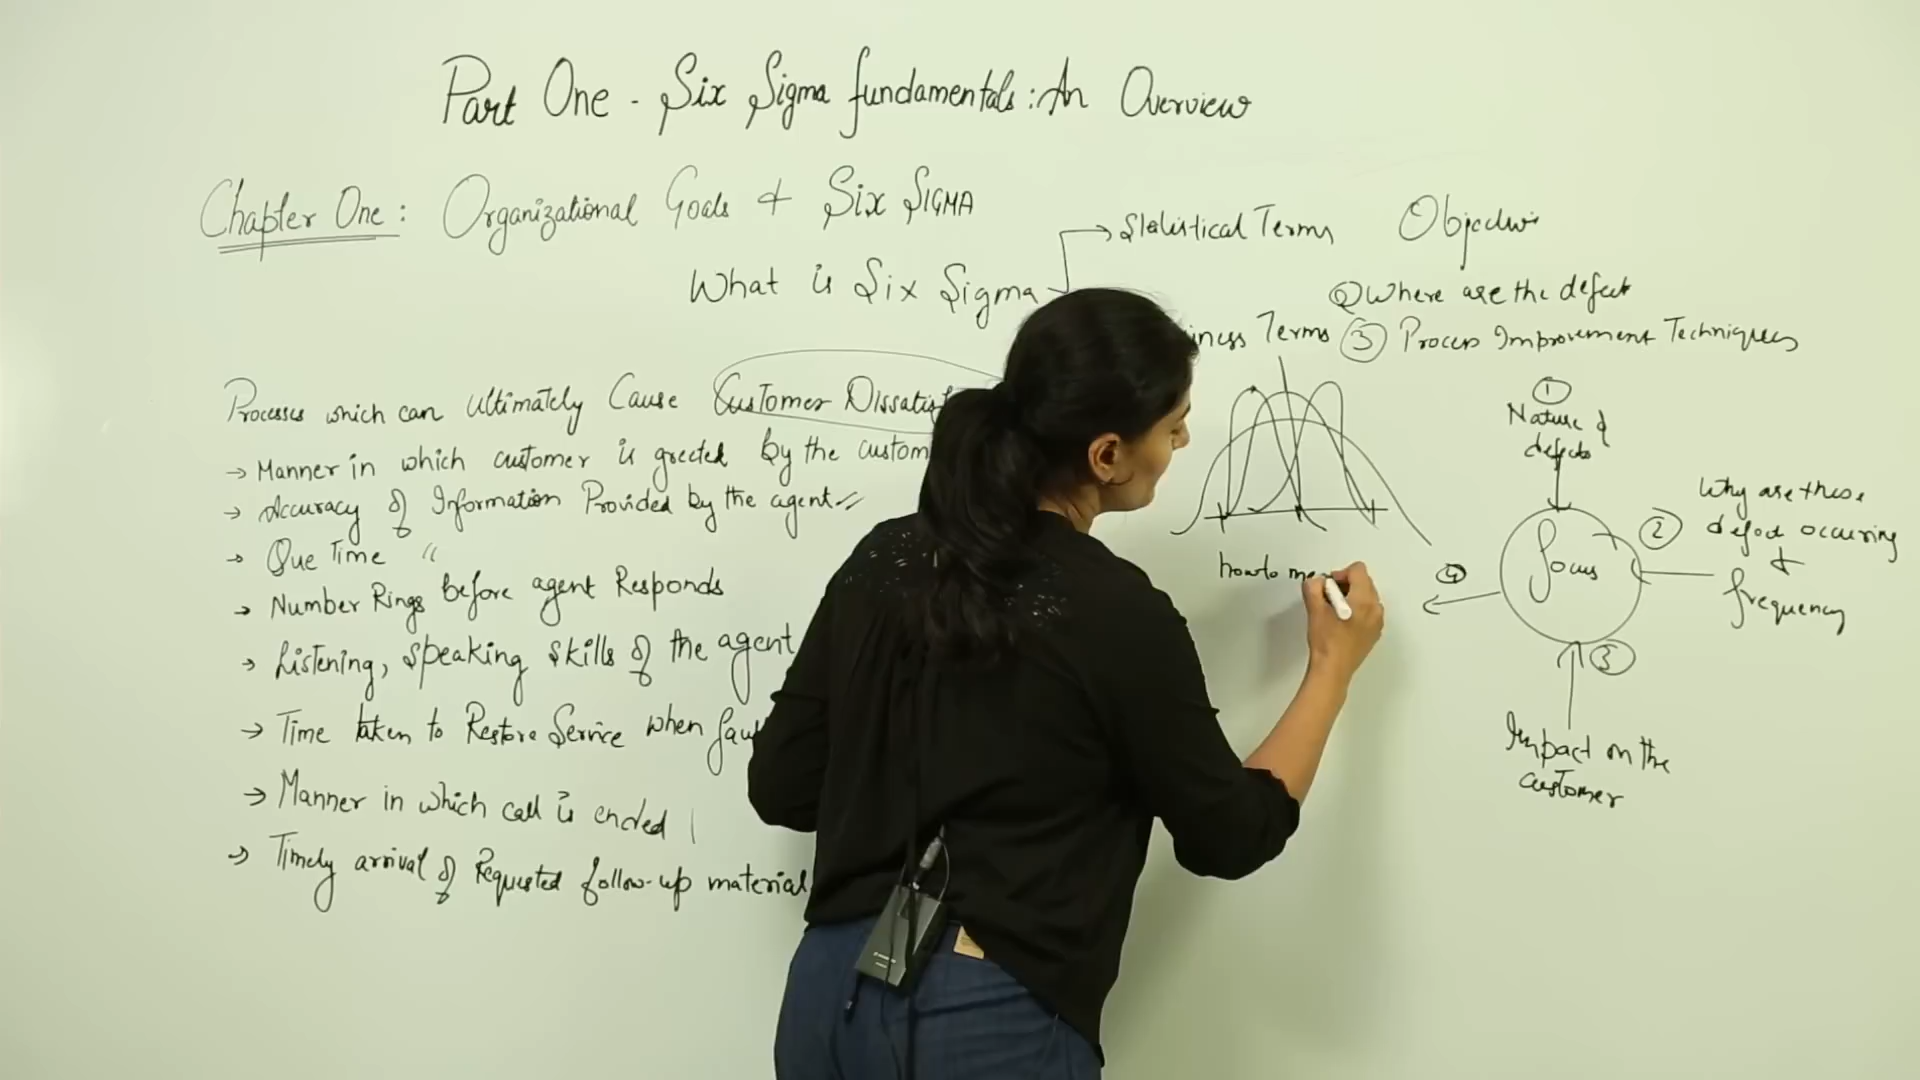 Part One - Six Sigma fundamentals: An Overview
Chapter One: Organizational Goals & Six SIGMA
What is Six Sigma
Statistical Terms
Terms
Processes which can ultimately Cause Customer
→ Manner in which customer is greeted by the
→ Accuracy of Information Provided by the agent
→ Que Time "
→ Number Rings before agent Responds
→ Listening, speaking skills of the agent
→ Time taken to Restore Service when
→ Manner in which call is ended
→ Timely arrival of Requested follow-up material
② Where are the defect
③ Process Improvement Techniques
how to
focus
①
Nature of
defects
②
Why are these
defect occurring
&
frequency
③
Impact on the
customer
④